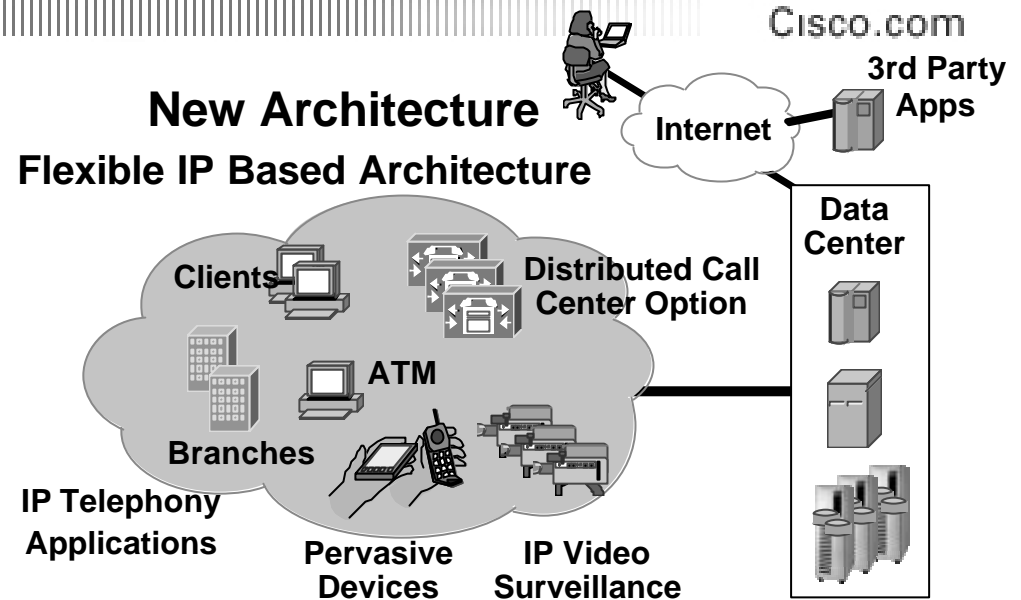 Cisco.com
3rd Party
Apps
New Architecture
Internet
Flexible IP Based Architecture
Data
Center
Clients
Distributed Call
Center Option
ATM
Branches
IP Telephony
Applications
Pervasive
Devices
IP Video
Surveillance